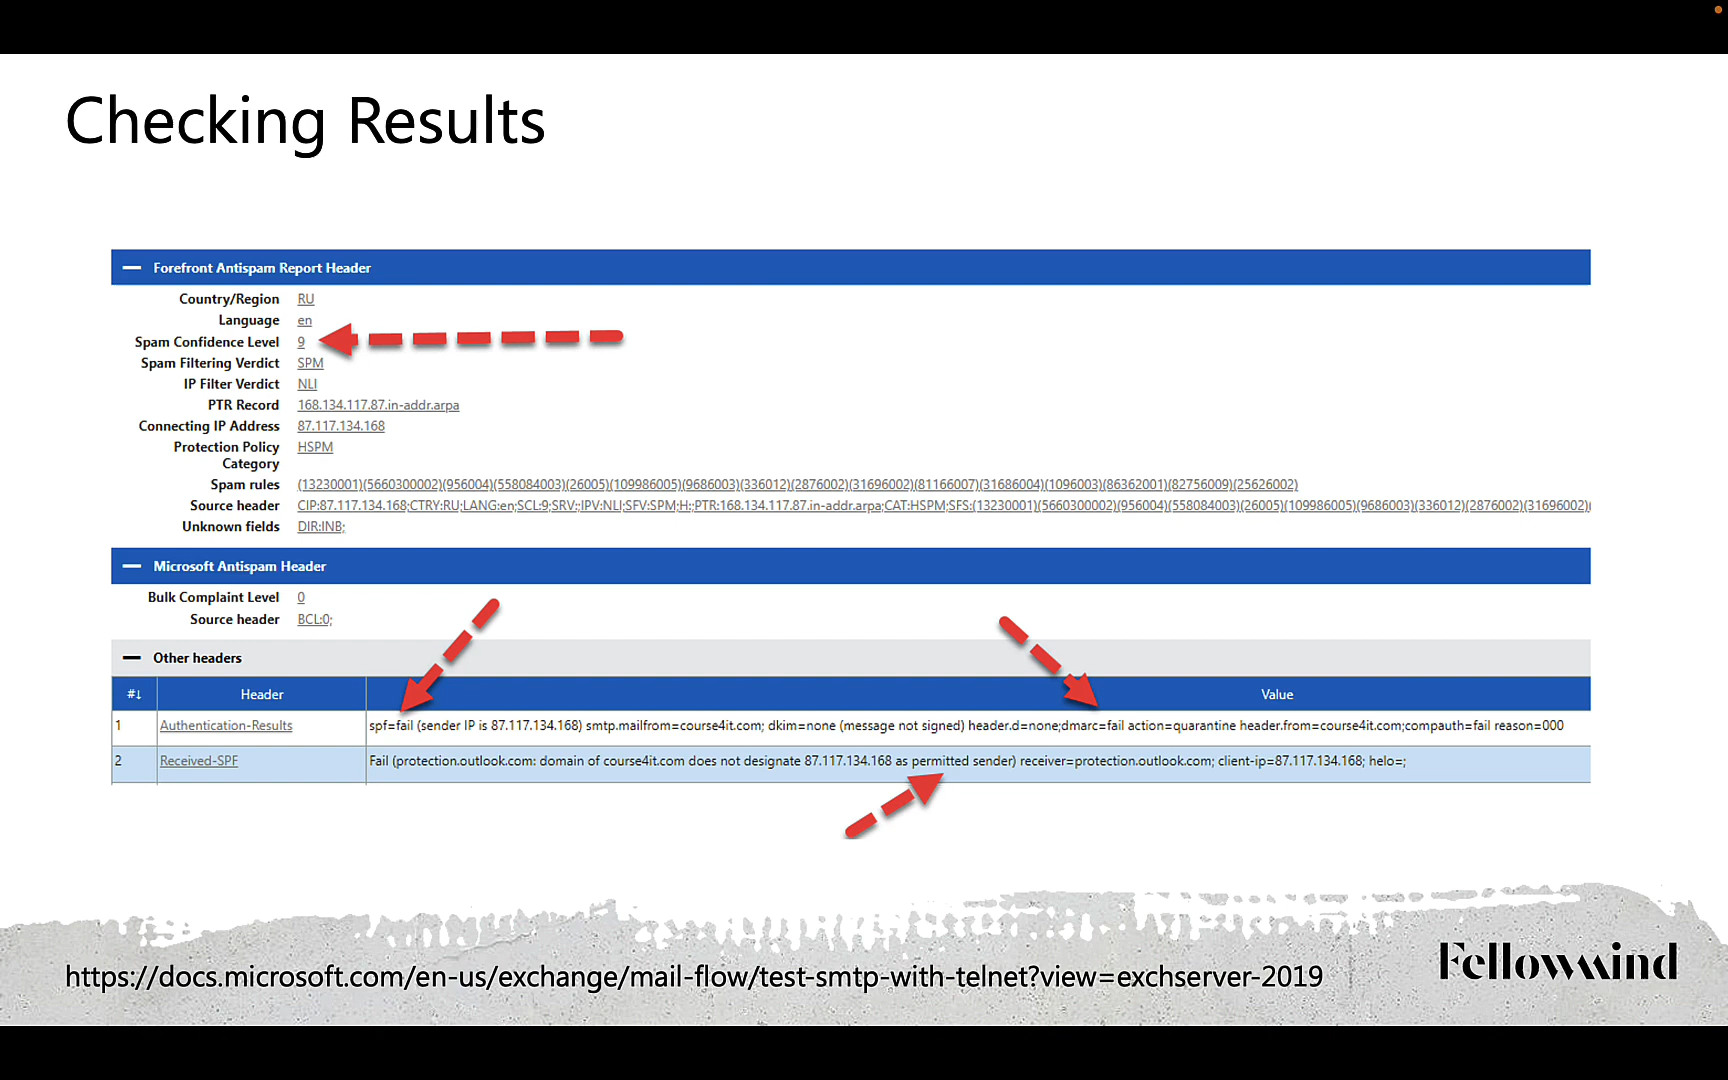 Checking Results
Forefront Antispam Report Header
Country/Region RU
Language en
Spam Confidence Level 9
Spam Filtering Verdict SPM
IP Filter Verdict NLI
PTR Record 168.134.117.87.in-addr.arpa
Connecting IP Address 87.117.134.168
Protection Policy HSPM
Category
Spam rules (13230001)(5660300002)(956004)(558084003)(26005)(109986005)(9686003)(336012)(2876002)(31696002)(81166007)(31686004)(1096003)(86362001)(82756009)(25626002)
Source header CIP:87.117.134.168;CTRY:RU;LANG:en;SCL:9;SRV:;IPV:NLI;SFV:SPM;H:;PTR:168.134.117.87.in-addr.arpa;CAT:HSPM;SFS:(13230001)(5660300002)(956004)(558084003)(26005)(109986005)(9686003)(336012)(2876002)(31696002)(
Unknown fields DIR:INB;
Microsoft Antispam Header
Bulk Complaint Level 0
Source header BCL:0;
Other headers
#↓ Header Value
1 Authentication-Results spf=fail (sender IP is 87.117.134.168) smtp.mailfrom=course4it.com; dkim=none (message not signed) header.d=none;dmarc=fail action=quarantine header.from=course4it.com;compauth=fail reason=000
2 Received-SPF Fail (protection.outlook.com: domain of course4it.com does not designate 87.117.134.168 as permitted sender) receiver=protection.outlook.com; client-ip=87.117.134.168; helo=;
https://docs.microsoft.com/en-us/exchange/mail-flow/test-smtp-with-telnet?view=exchserver-2019
Fellowmind